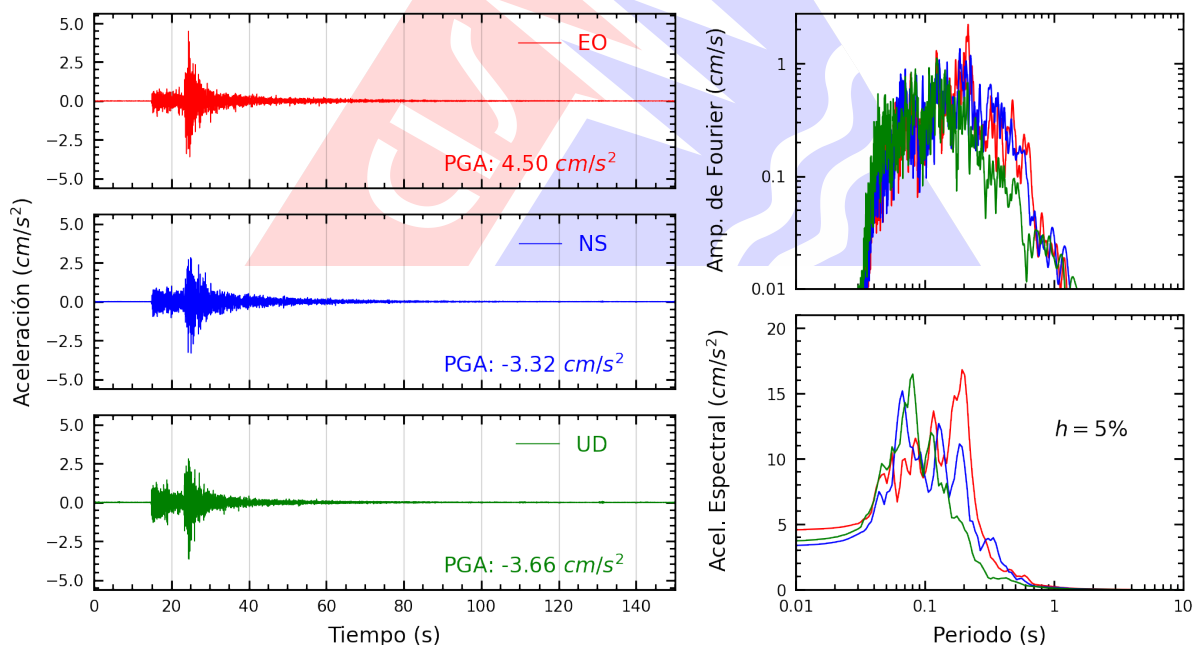 Aceleración (cm/s²)
5.0
2.5
0.0
−2.5
−5.0
EO
PGA: 4.50 cm/s²
5.0
2.5
0.0
−2.5
−5.0
NS
PGA: -3.32 cm/s²
5.0
2.5
0.0
−2.5
−5.0
UD
PGA: -3.66 cm/s²
0 20 40 60 80 100 120 140
Tiempo (s)
Amp. de Fourier (cm/s)
1
0.1
0.01
Acel. Espectral (cm/s²)
20
15
10
5
0
h = 5%
0.01 0.1 1 10
Periodo (s)